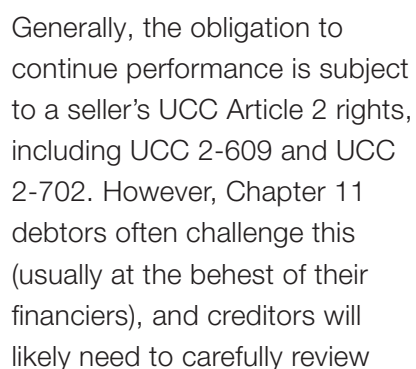 Generally, the obligation to
continue performance is subject
to a seller’s UCC Article 2 rights,
including UCC 2-609 and UCC
2-702. However, Chapter 11
debtors often challenge this
(usually at the behest of their
financiers), and creditors will
likely need to carefully review